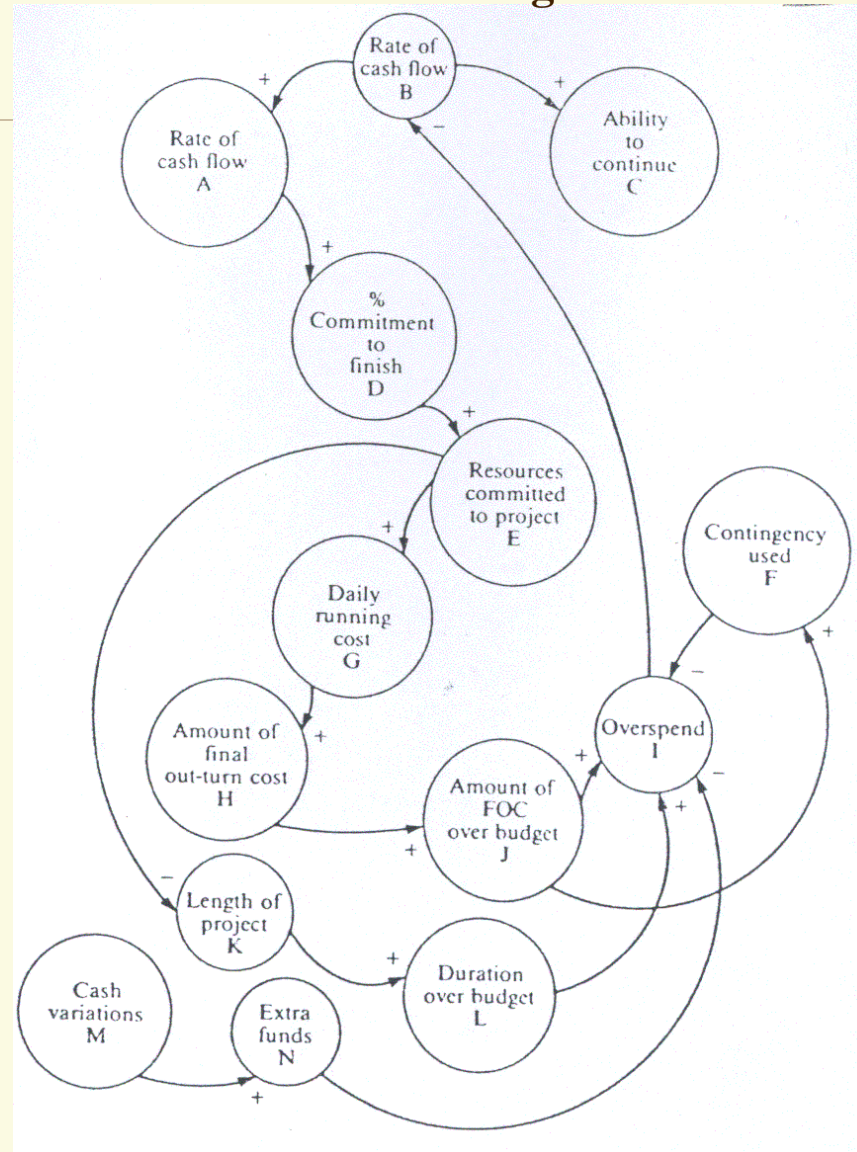 Rate of
cash flow
B
+
+
−
Rate of
cash flow
A
Ability
to
continue
C
+
%
Commitment
to
finish
D
+
Resources
committed
to project
E
+
Contingency
used
F
+
−
Daily
running
cost
G
Amount of
final
out-turn cost
H
+
Overspend
I
+
−
+
Amount of
FOC
over budget
J
+
−
Length of
project
K
+
Duration
over budget
L
Cash
variations
M
Extra
funds
N
+